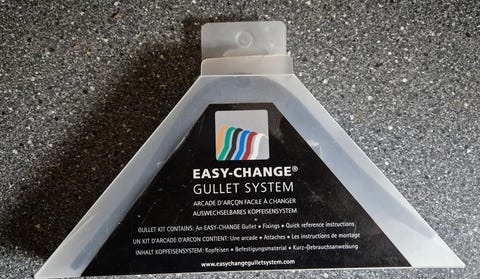 EASY-CHANGE®
GULLET SYSTEM
ARCADE D'ARÇON FACILE À CHANGER
AUSWECHSELBARES KOPFEISENSYSTEM
GULLET KIT CONTAINS: An EASY-CHANGE Gullet • Fixings • Quick reference instructions
UN KIT D'ARCADE D'ARCON CONTIENT: Une arcade • Attaches • Les instructions de montage
INHALT KOPFEISENSYSTEM: Kopfeisen • Befestigungsmaterial • Kurz-Gebrauchsanweisung
www.easychangegulletsystem.com